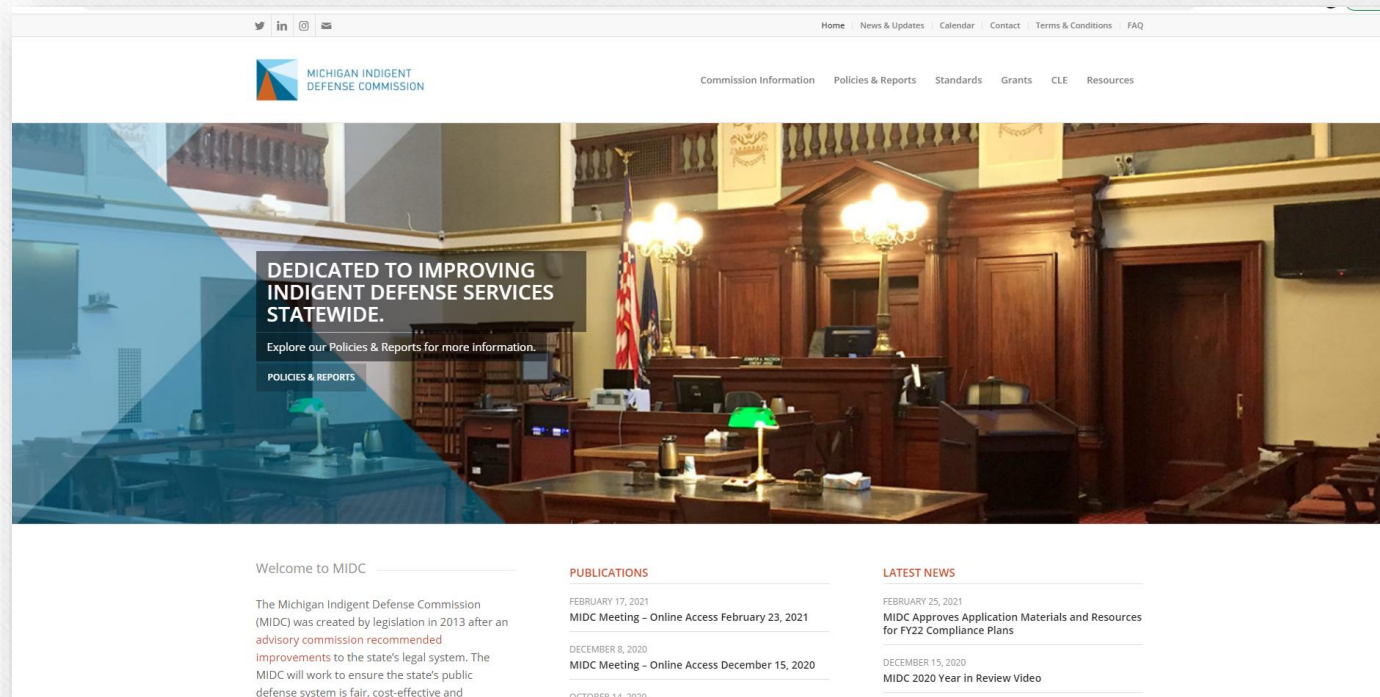 Home News & Updates Calendar Contact Terms & Conditions FAQ
MICHIGAN INDIGENT
DEFENSE COMMISSION
Commission Information Policies & Reports Standards Grants CLE Resources
DEDICATED TO IMPROVING
INDIGENT DEFENSE SERVICES
STATEWIDE.
Explore our Policies & Reports for more information.
POLICIES & REPORTS
Welcome to MIDC
The Michigan Indigent Defense Commission
(MIDC) was created by legislation in 2013 after an
advisory commission recommended
improvements to the state's legal system. The
MIDC will work to ensure the state's public
defense system is fair, cost-effective and
PUBLICATIONS
FEBRUARY 17, 2021
MIDC Meeting – Online Access February 23, 2021
DECEMBER 8, 2020
MIDC Meeting – Online Access December 15, 2020
OCTOBER 14, 2020
LATEST NEWS
FEBRUARY 25, 2021
MIDC Approves Application Materials and Resources
for FY22 Compliance Plans
DECEMBER 15, 2020
MIDC 2020 Year in Review Video